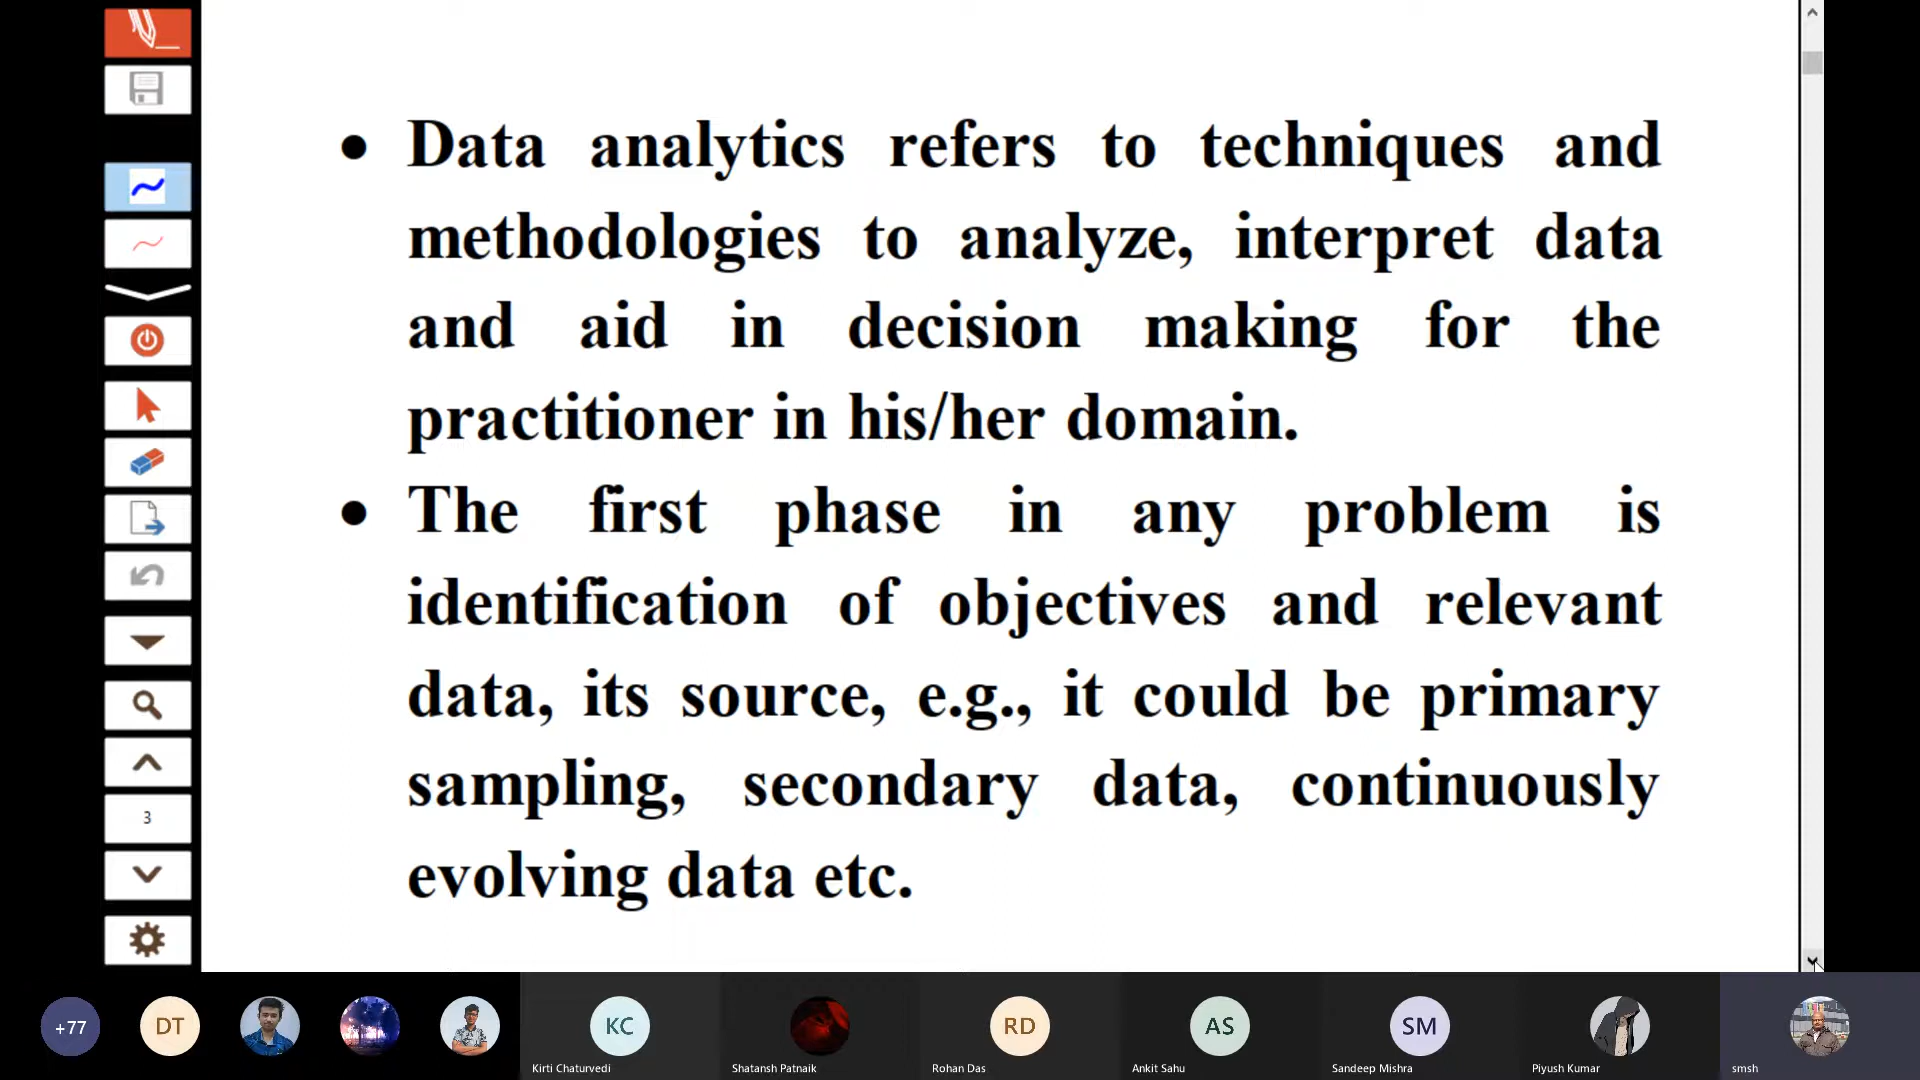 • Data analytics refers to techniques and
methodologies to analyze, interpret data
and aid in decision making for the
practitioner in his/her domain.
• The first phase in any problem is
identification of objectives and relevant
data, its source, e.g., it could be primary
sampling, secondary data, continuously
evolving data etc.
3
+77
DT
KC
RD
AS
SM
Kirti Chaturvedi
Shatansh Patnaik
Rohan Das
Ankit Sahu
Sandeep Mishra
Piyush Kumar
smsh